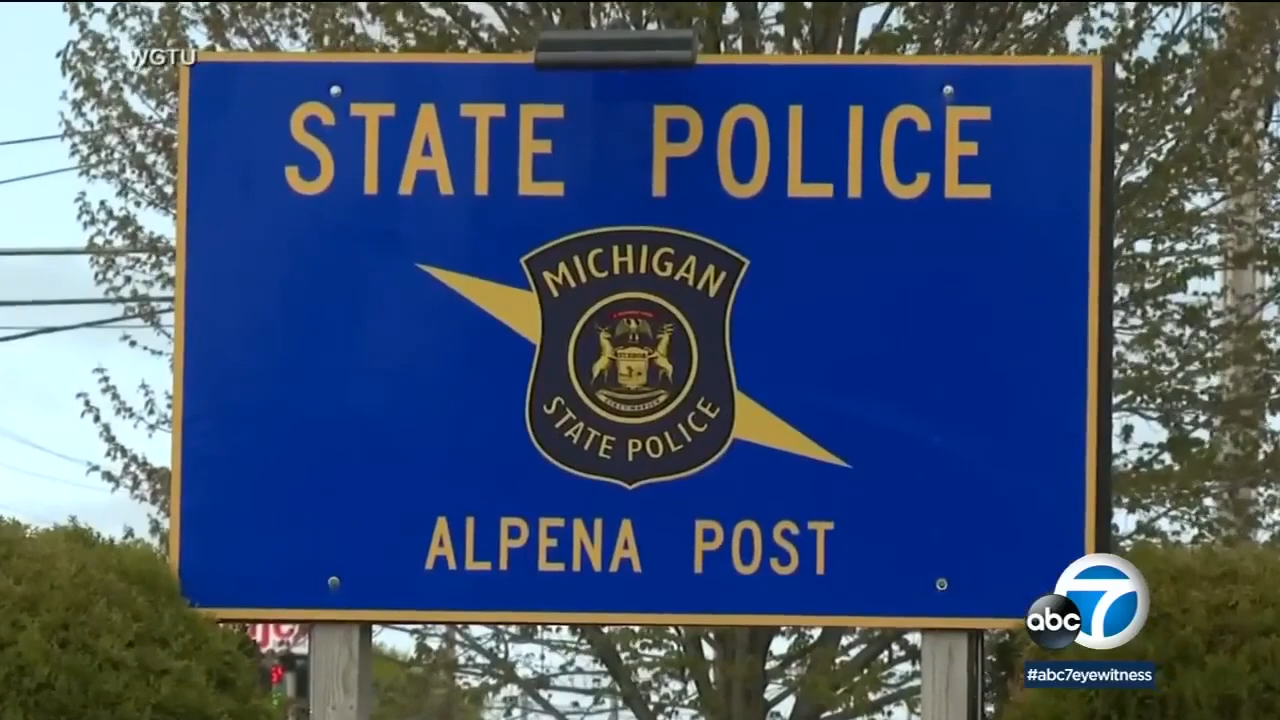 WGTU
STATE POLICE
MICHIGAN
STATE POLICE
ALPENA POST
abc 7
#abc7eyewitness